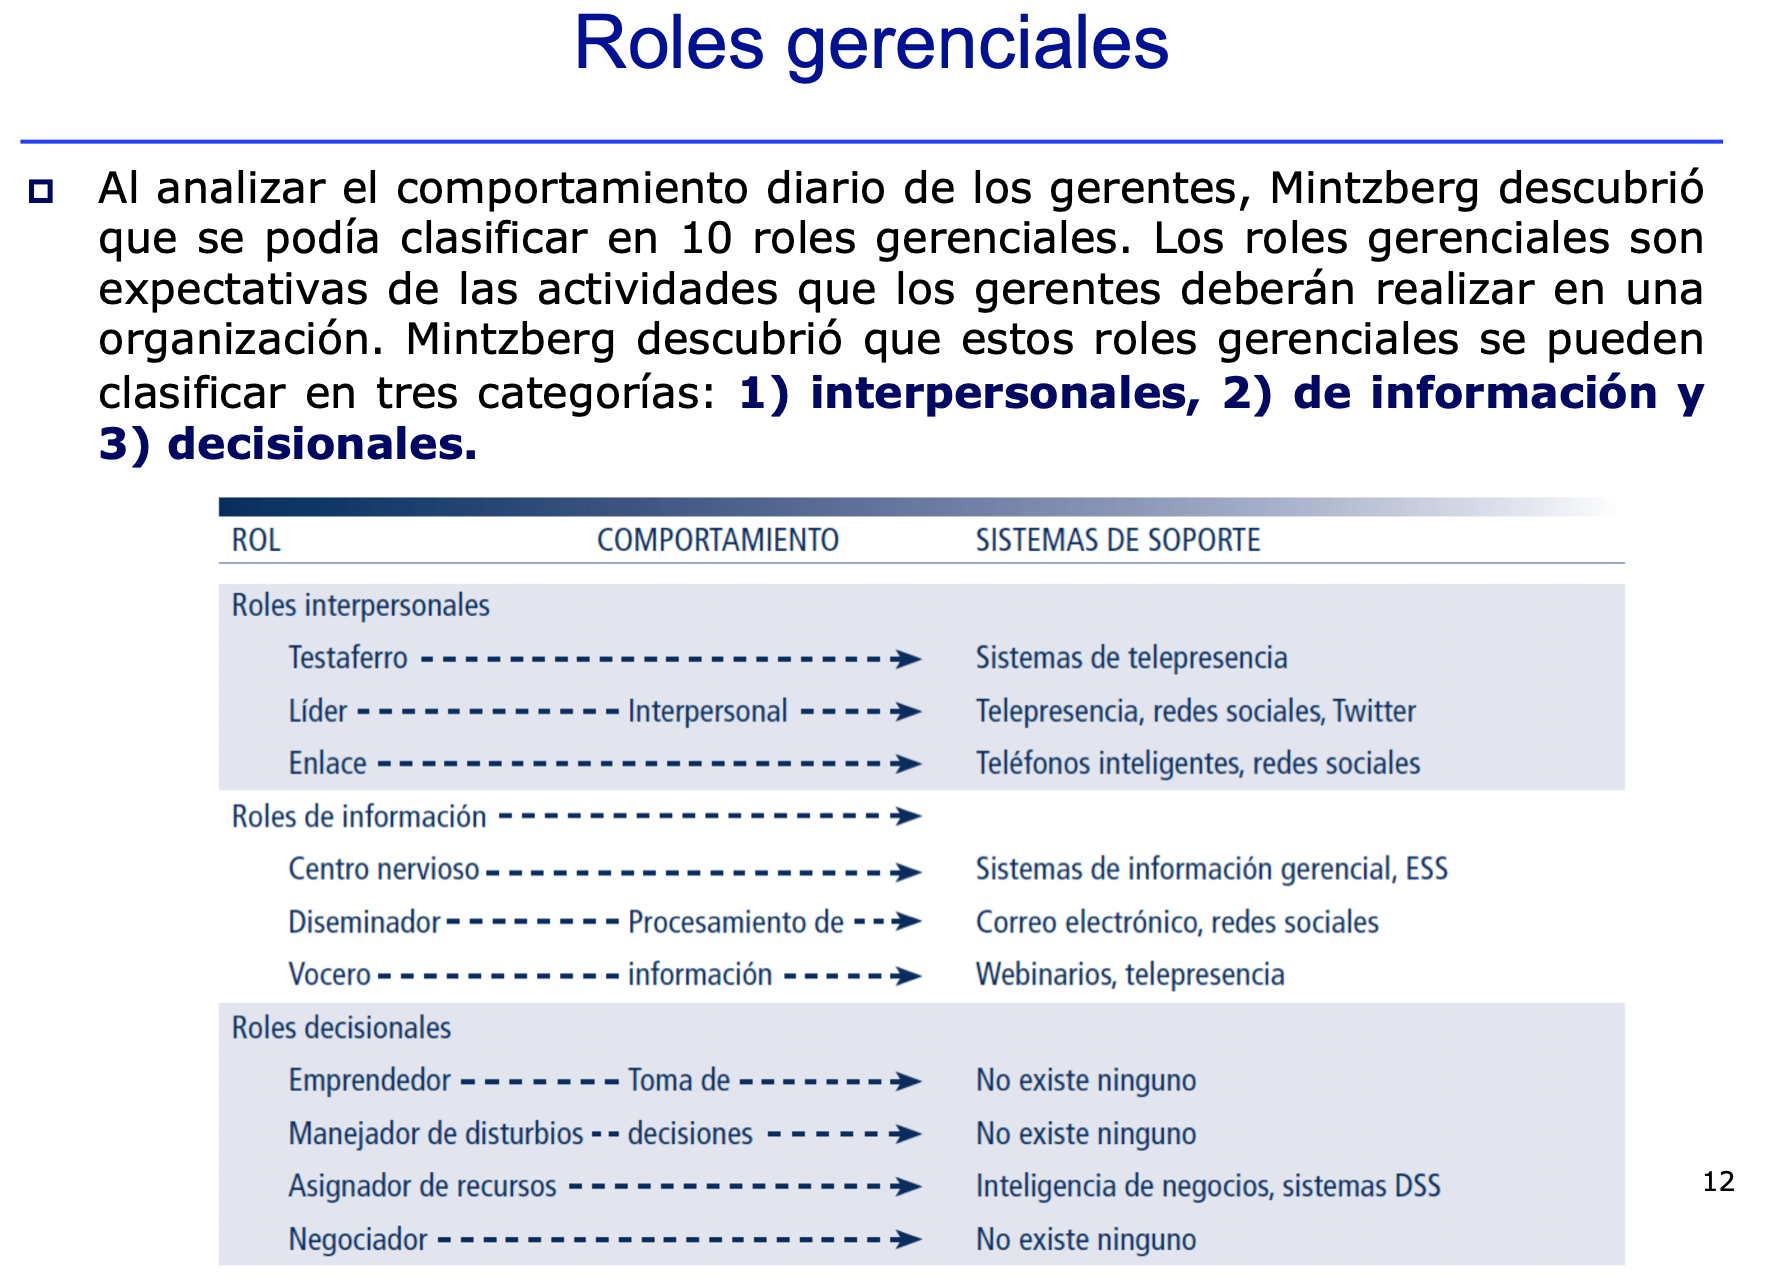 Roles gerenciales
Al analizar el comportamiento diario de los gerentes, Mintzberg descubrió
que se podía clasificar en 10 roles gerenciales. Los roles gerenciales son
expectativas de las actividades que los gerentes deberán realizar en una
organización. Mintzberg descubrió que estos roles gerenciales se pueden
clasificar en tres categorías: 1) interpersonales, 2) de información y
3) decisionales.
ROL COMPORTAMIENTO SISTEMAS DE SOPORTE
Roles interpersonales
Testaferro Sistemas de telepresencia
Líder Interpersonal Telepresencia, redes sociales, Twitter
Enlace Teléfonos inteligentes, redes sociales
Roles de información
Centro nervioso Sistemas de información gerencial, ESS
Diseminador Procesamiento de Correo electrónico, redes sociales
Vocero información Webinarios, telepresencia
Roles decisionales
Emprendedor Toma de No existe ninguno
Manejador de disturbios decisiones No existe ninguno
Asignador de recursos Inteligencia de negocios, sistemas DSS
Negociador No existe ninguno
12